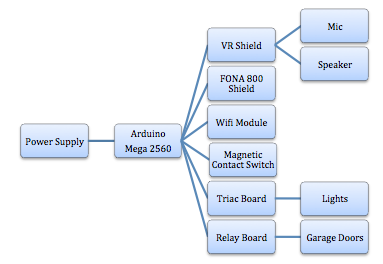 Mic
VR Shield
Speaker
FONA 800
Shield
Wifi Module
Power Supply
Arduino
Mega 2560
Magnetic
Contact Switch
Triac Board
Lights
Relay Board
Garage Doors